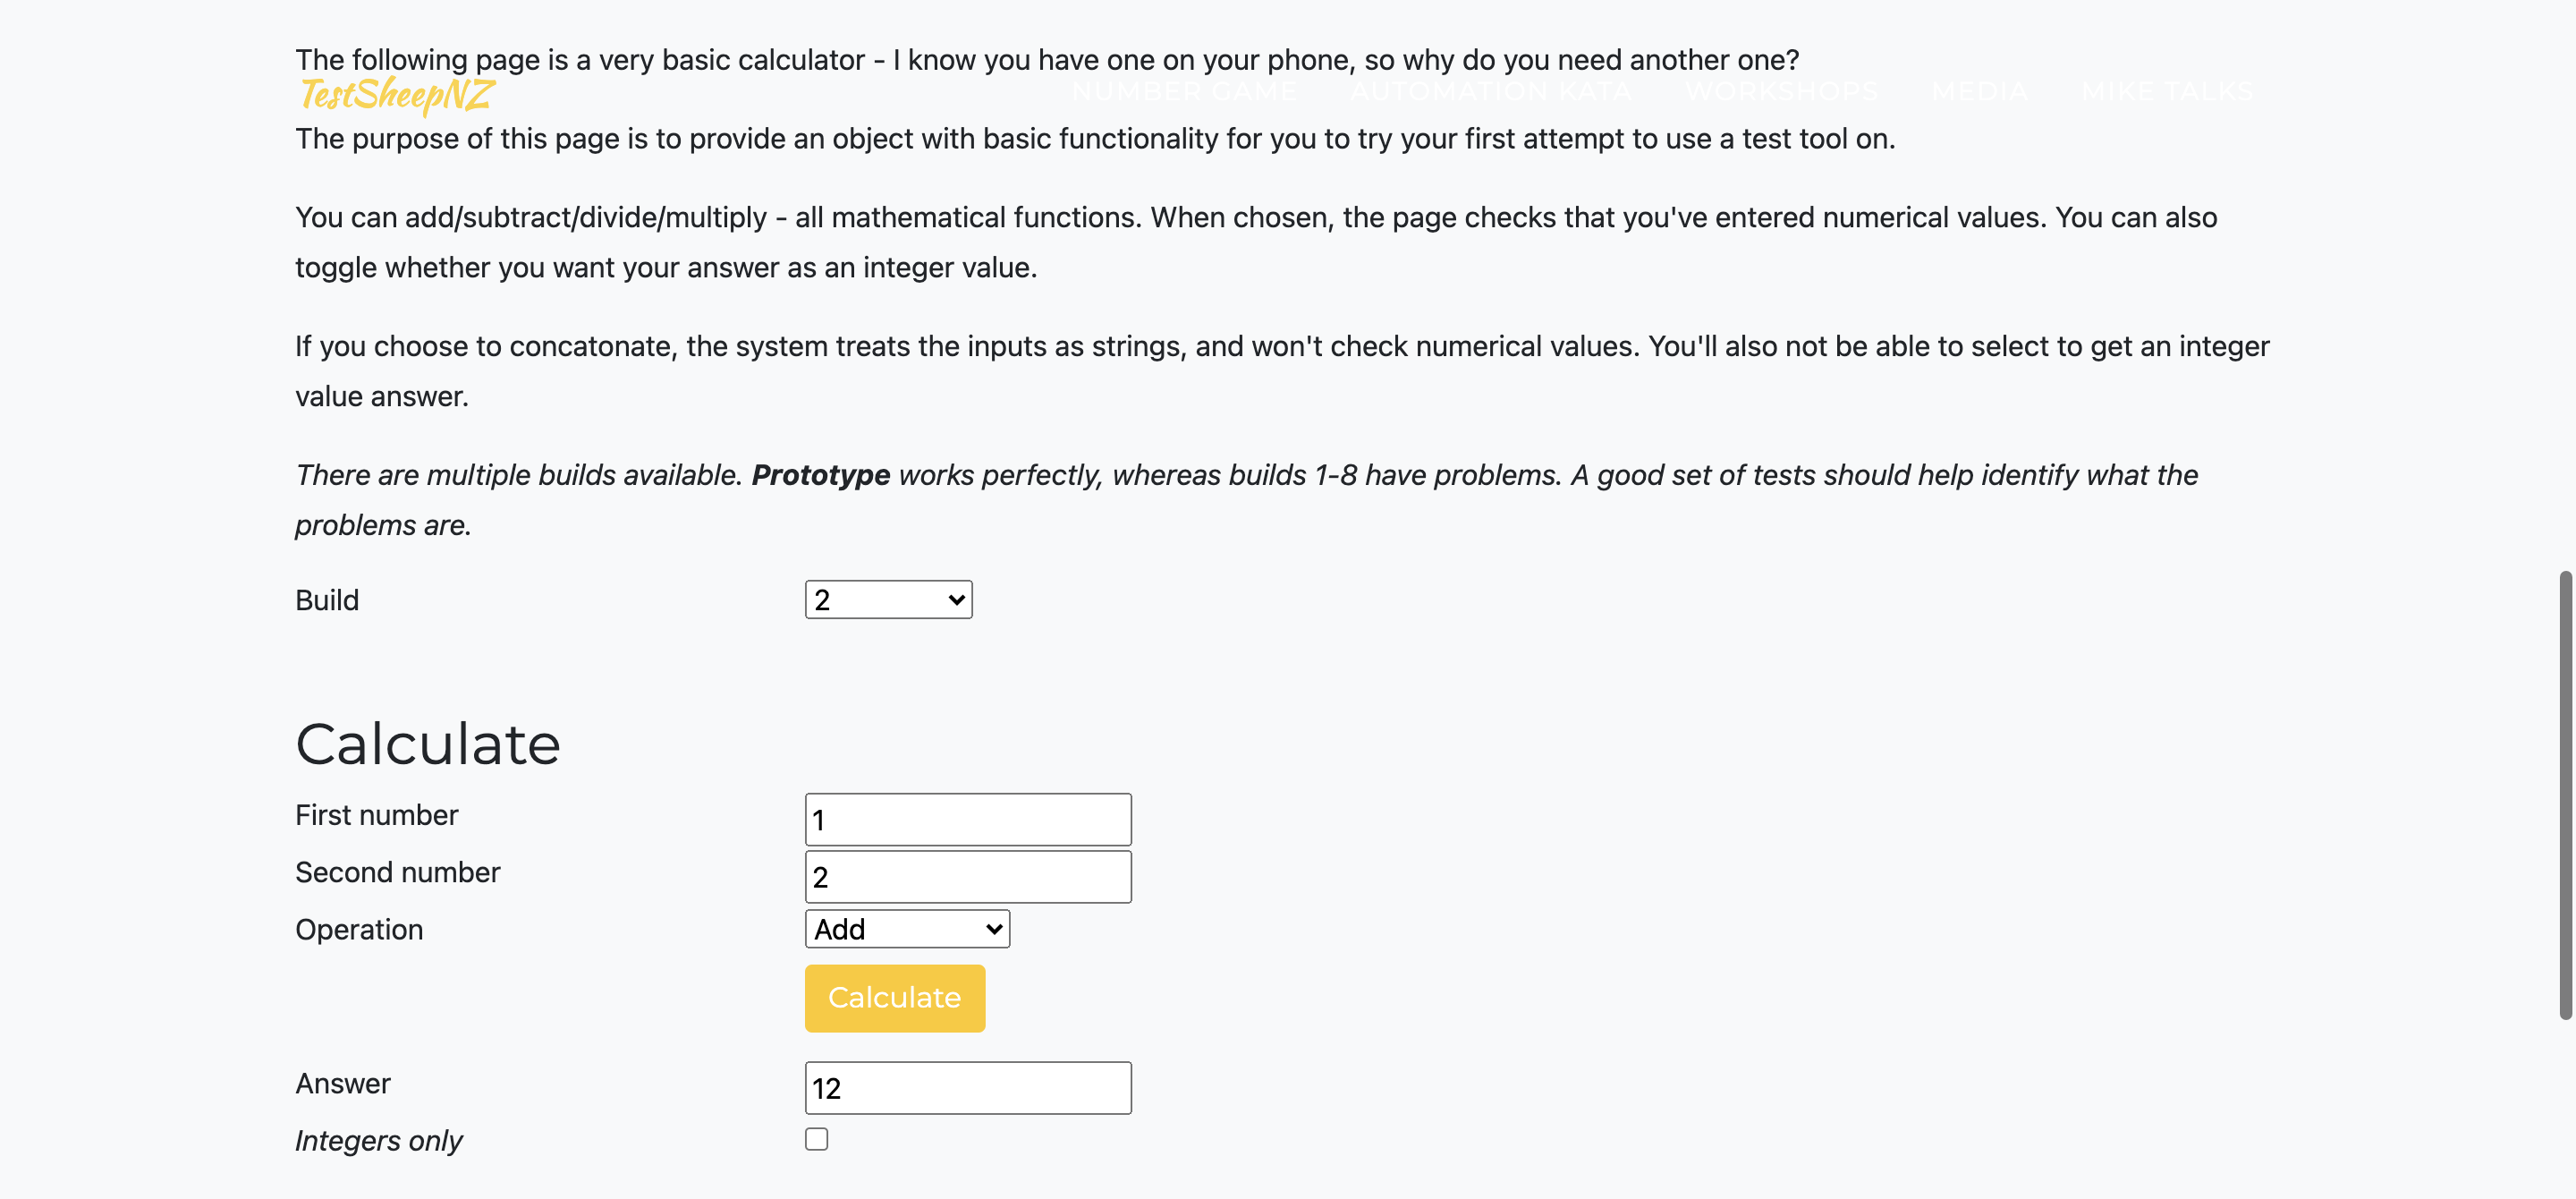 The following page is a very basic calculator - I know you have one on your phone, so why do you need another one?
TestSheepNZ NUMBER GAME AUTOMATION KATA WORKSHOPS MEDIA MIKE TALKS
The purpose of this page is to provide an object with basic functionality for you to try your first attempt to use a test tool on.
You can add/subtract/divide/multiply - all mathematical functions. When chosen, the page checks that you've entered numerical values. You can also
toggle whether you want your answer as an integer value.
If you choose to concatonate, the system treats the inputs as strings, and won't check numerical values. You'll also not be able to select to get an integer
value answer.
There are multiple builds available. Prototype works perfectly, whereas builds 1-8 have problems. A good set of tests should help identify what the
problems are.
Build 2
Calculate
First number 1
Second number 2
Operation Add
Calculate
Answer 12
Integers only